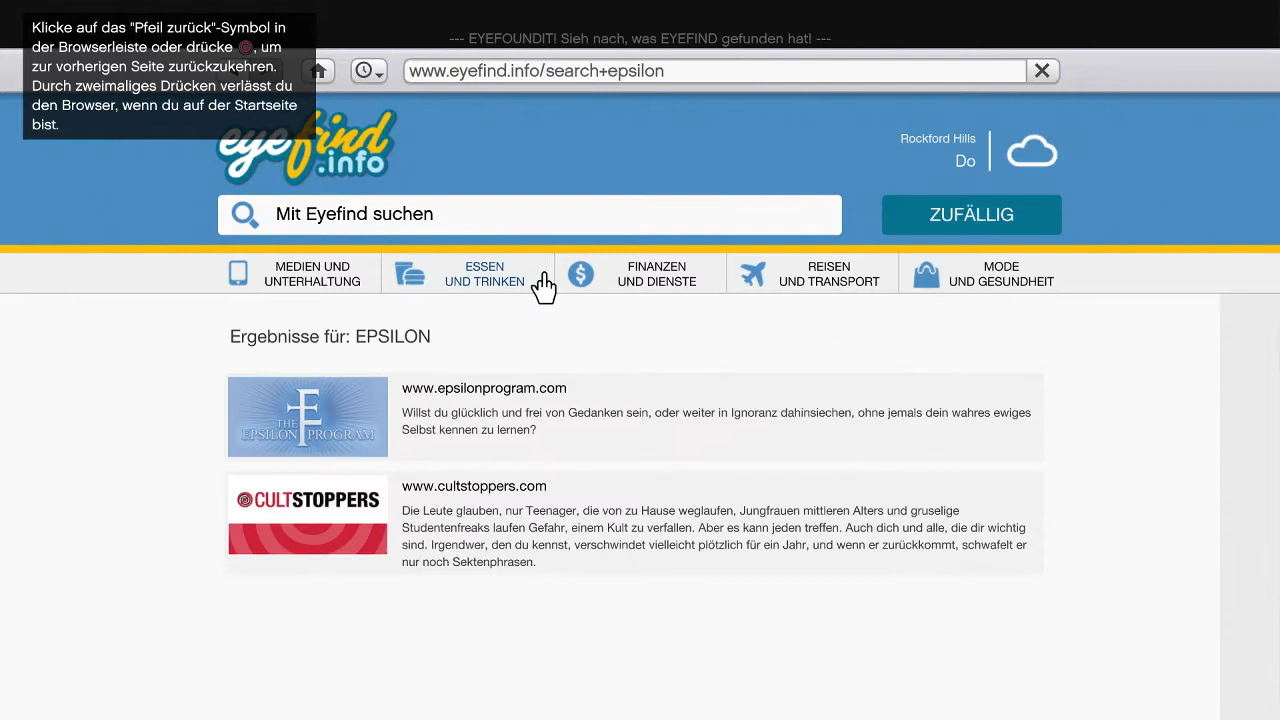 Klicke auf das "Pfeil zurück"-Symbol in
der Browserleiste oder drücke , um
zur vorherigen Seite zurückzukehren.
Durch zweimaliges Drücken verlässt du
den Browser, wenn du auf der Startseite
bist.
--- EYEFOUNDIT! Sieh nach, was EYEFIND gefunden hat! ---
www.eyefind.info/search+epsilon
eyefind
.info
Rockford Hills
Do
Mit Eyefind suchen
ZUFÄLLIG
MEDIEN UND
UNTERHALTUNG
ESSEN
UND TRINKEN
FINANZEN
UND DIENSTE
REISEN
UND TRANSPORT
MODE
UND GESUNDHEIT
Ergebnisse für: EPSILON
THE
EPSILON PROGRAM
www.epsilonprogram.com
Willst du glücklich und frei von Gedanken sein, oder weiter in Ignoranz dahinsiechen, ohne jemals dein wahres ewiges
Selbst kennen zu lernen?
CULTSTOPPERS
www.cultstoppers.com
Die Leute glauben, nur Teenager, die von zu Hause weglaufen, Jungfrauen mittleren Alters und gruselige
Studentenfreaks laufen Gefahr, einem Kult zu verfallen. Aber es kann jeden treffen. Auch dich und alle, die dir wichtig
sind. Irgendwer, den du kennst, verschwindet vielleicht plötzlich für ein Jahr, und wenn er zurückkommt, schwafelt er
nur noch Sektenphrasen.